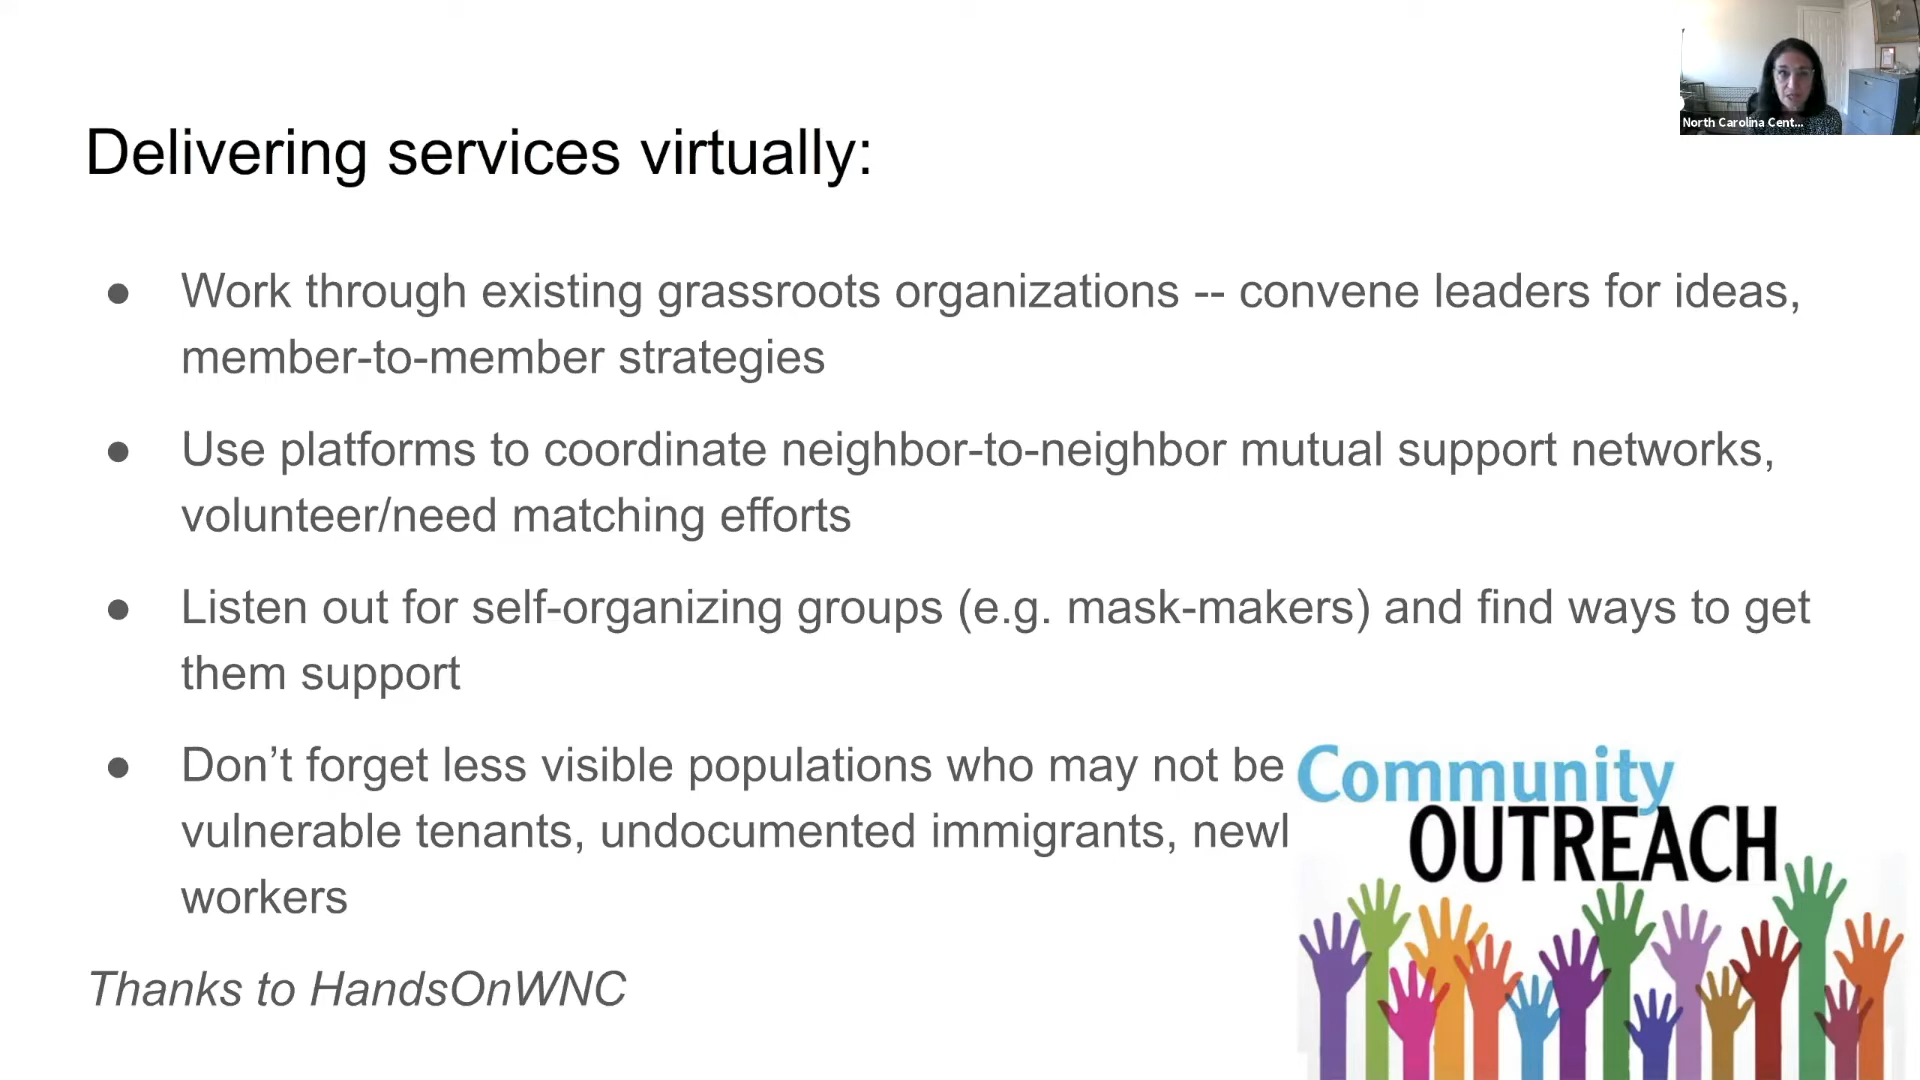 North Carolina Cent...
Delivering services virtually:
● Work through existing grassroots organizations -- convene leaders for ideas,
member-to-member strategies
● Use platforms to coordinate neighbor-to-neighbor mutual support networks,
volunteer/need matching efforts
● Listen out for self-organizing groups (e.g. mask-makers) and find ways to get
them support
● Don’t forget less visible populations who may not be
vulnerable tenants, undocumented immigrants, newl
workers
Thanks to HandsOnWNC
Community
OUTREACH